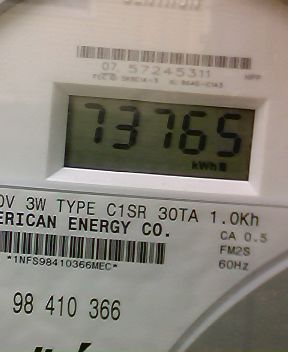 07 57245311
73765
kWh
0V 3W TYPE C1SR 30TA 1.0Kh
ERICAN ENERGY CO.
CA 0.5
FM2S
*1NFS98410366MEC*
60Hz
98 410 366